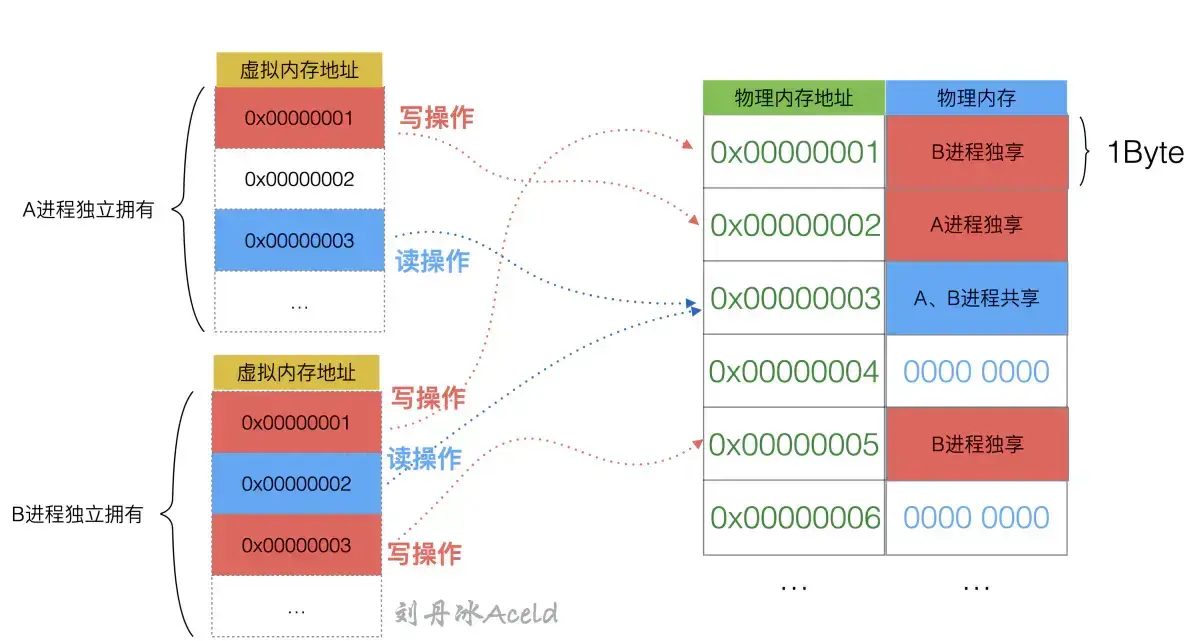 虚拟内存地址
0x00000001
写操作
0x00000002
A进程独立拥有
0x00000003
读操作
...
虚拟内存地址
0x00000001
写操作
读操作
0x00000002
B进程独立拥有
0x00000003
写操作
...
刘丹冰Aceld
物理内存地址 物理内存
0x00000001 B进程独享
1Byte
0x00000002 A进程独享
0x00000003 A、B进程共享
0x00000004 0000 0000
0x00000005 B进程独享
0x00000006 0000 0000
... ...